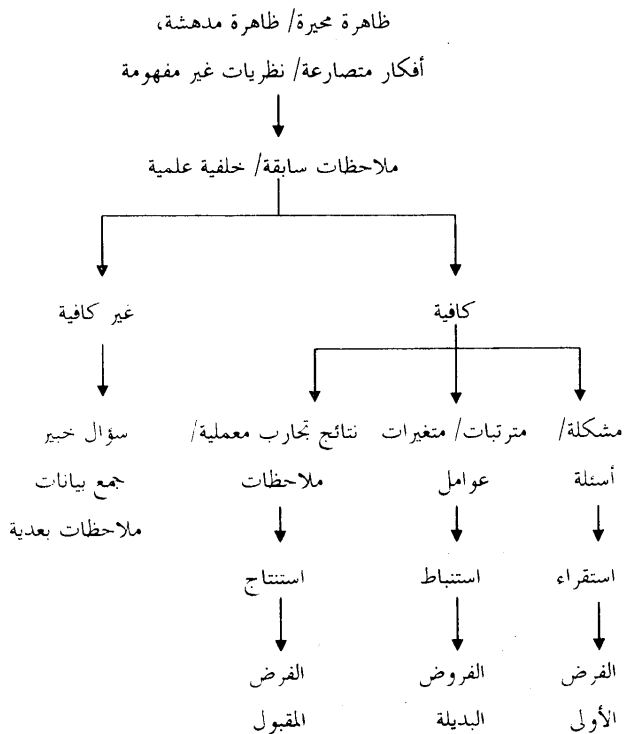 ظاهرة محيرة/ ظاهرة مدهشة،
أفكار متصارعة/ نظريات غير مفهومة
ملاحظات سابقة/ خلفية علمية
كافية
غير كافية
مشكلة/
أسئلة
مترتبات/ متغيرات
عوامل
نتائج تجارب معملية/
ملاحظات
سؤال خبير
جمع بيانات
ملاحظات بعدية
استقراء
استنباط
استنتاج
الفرض
الأولى
الفروض
البديلة
الفرض
المقبول